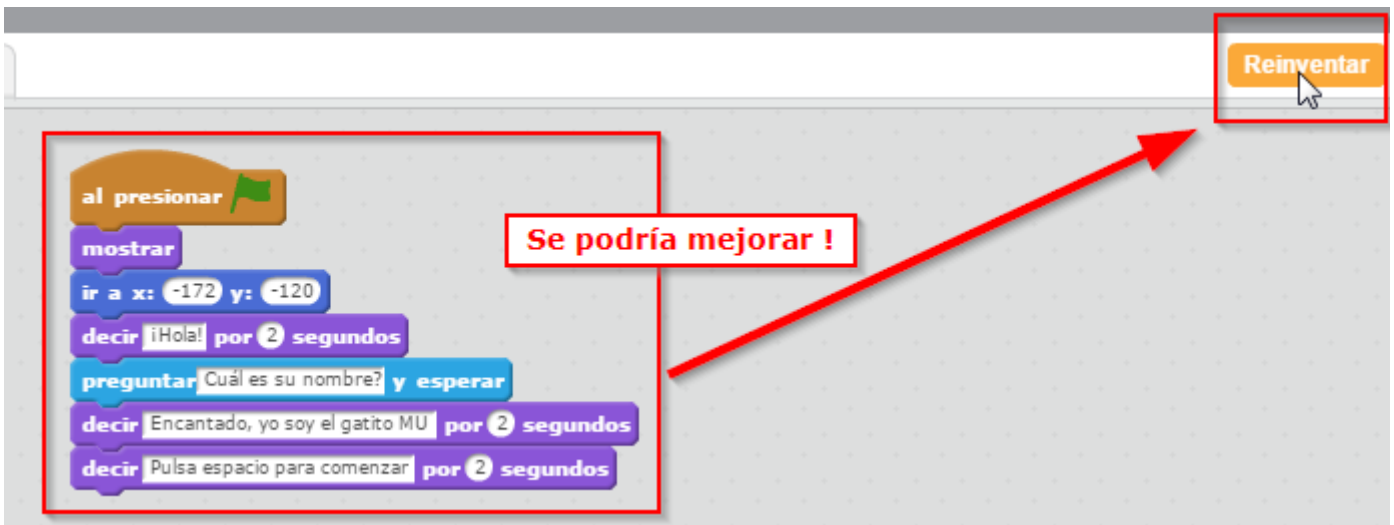 Reinventar
al presionar
mostrar
Se podría mejorar !
ir a x: -172 y: -120
decir ¡Hola! por 2 segundos
preguntar Cuál es su nombre? y esperar
decir Encantado, yo soy el gatito MU por 2 segundos
decir Pulsa espacio para comenzar por 2 segundos